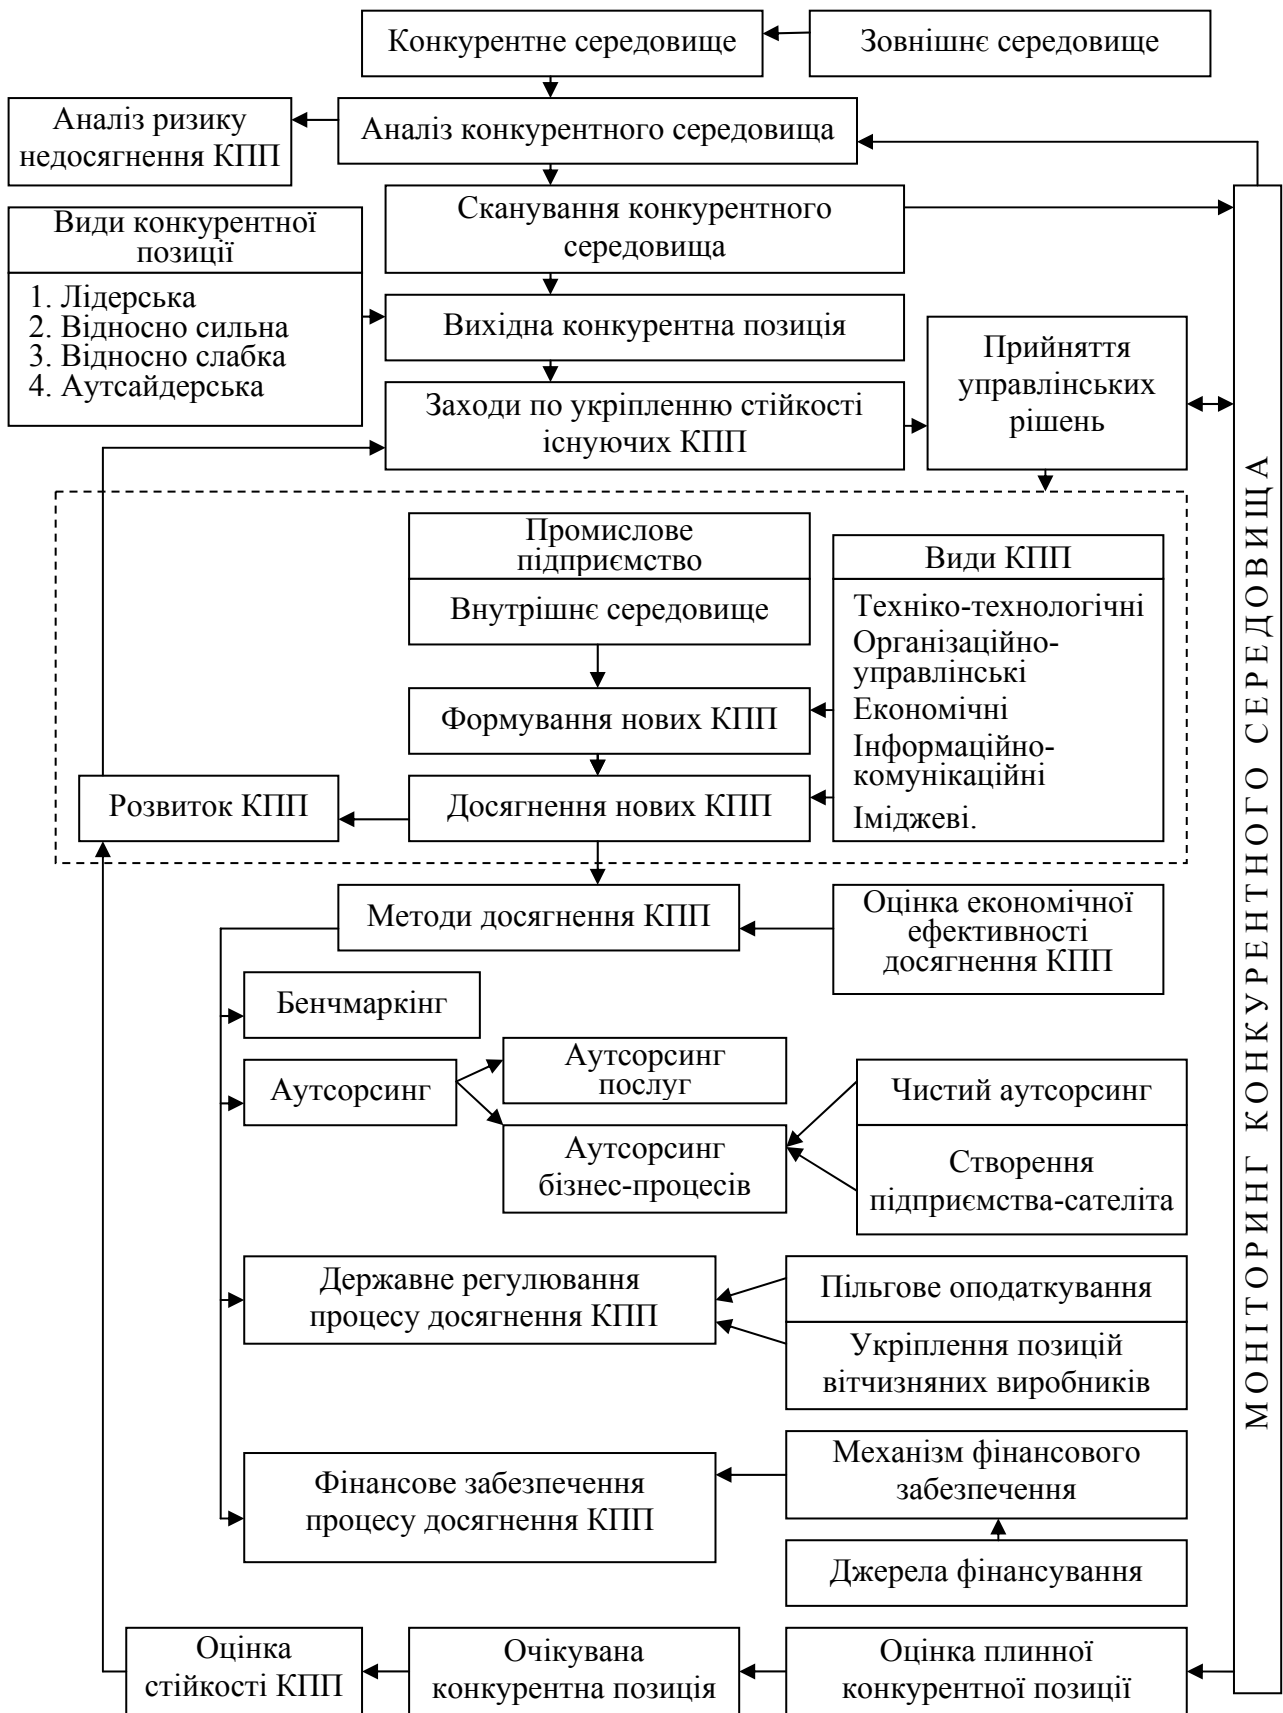 Конкурентне середовище
Зовнішнє середовище
Аналіз ризику
недосягнення КПП
Аналіз конкурентного середовища
Сканування конкурентного
середовища
Види конкурентної
позиції
1. Лідерська
2. Відносно сильна
3. Відносно слабка
4. Аутсайдерська
Вихідна конкурентна позиція
Прийняття
управлінських
рішень
Заходи по укріпленню стійкості
існуючих КПП
МОНІТОРИНГ КОНКУРЕНТНОГО СЕРЕДОВИЩА
Промислове
підприємство
Внутрішнє середовище
Види КПП
Техніко-технологічні
Організаційно-
управлінські
Економічні
Інформаційно-
комунікаційні
Іміджеві.
Формування нових КПП
Розвиток КПП
Досягнення нових КПП
Методи досягнення КПП
Оцінка економічної
ефективності
досягнення КПП
Бенчмаркінг
Аутсорсинг
Аутсорсинг
послуг
Аутсорсинг
бізнес-процесів
Чистий аутсорсинг
Створення
підприємства-сателіта
Державне регулювання
процесу досягнення КПП
Пільгове оподаткування
Укріплення позицій
вітчизняних виробників
Фінансове забезпечення
процесу досягнення КПП
Механізм фінансового
забезпечення
Джерела фінансування
Оцінка
стійкості КПП
Очікувана
конкурентна позиція
Оцінка плинної
конкурентної позиції